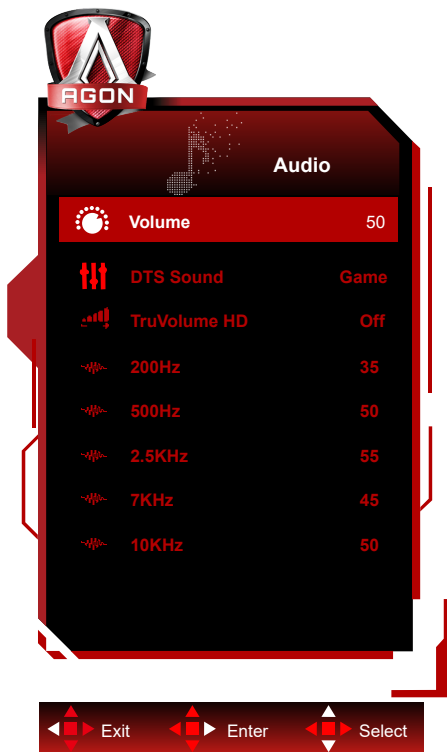 AGON
Audio
Volume 50
DTS Sound Game
TruVolume HD Off
200Hz 35
500Hz 50
2.5KHz 55
7KHz 45
10KHz 50
Exit Enter Select